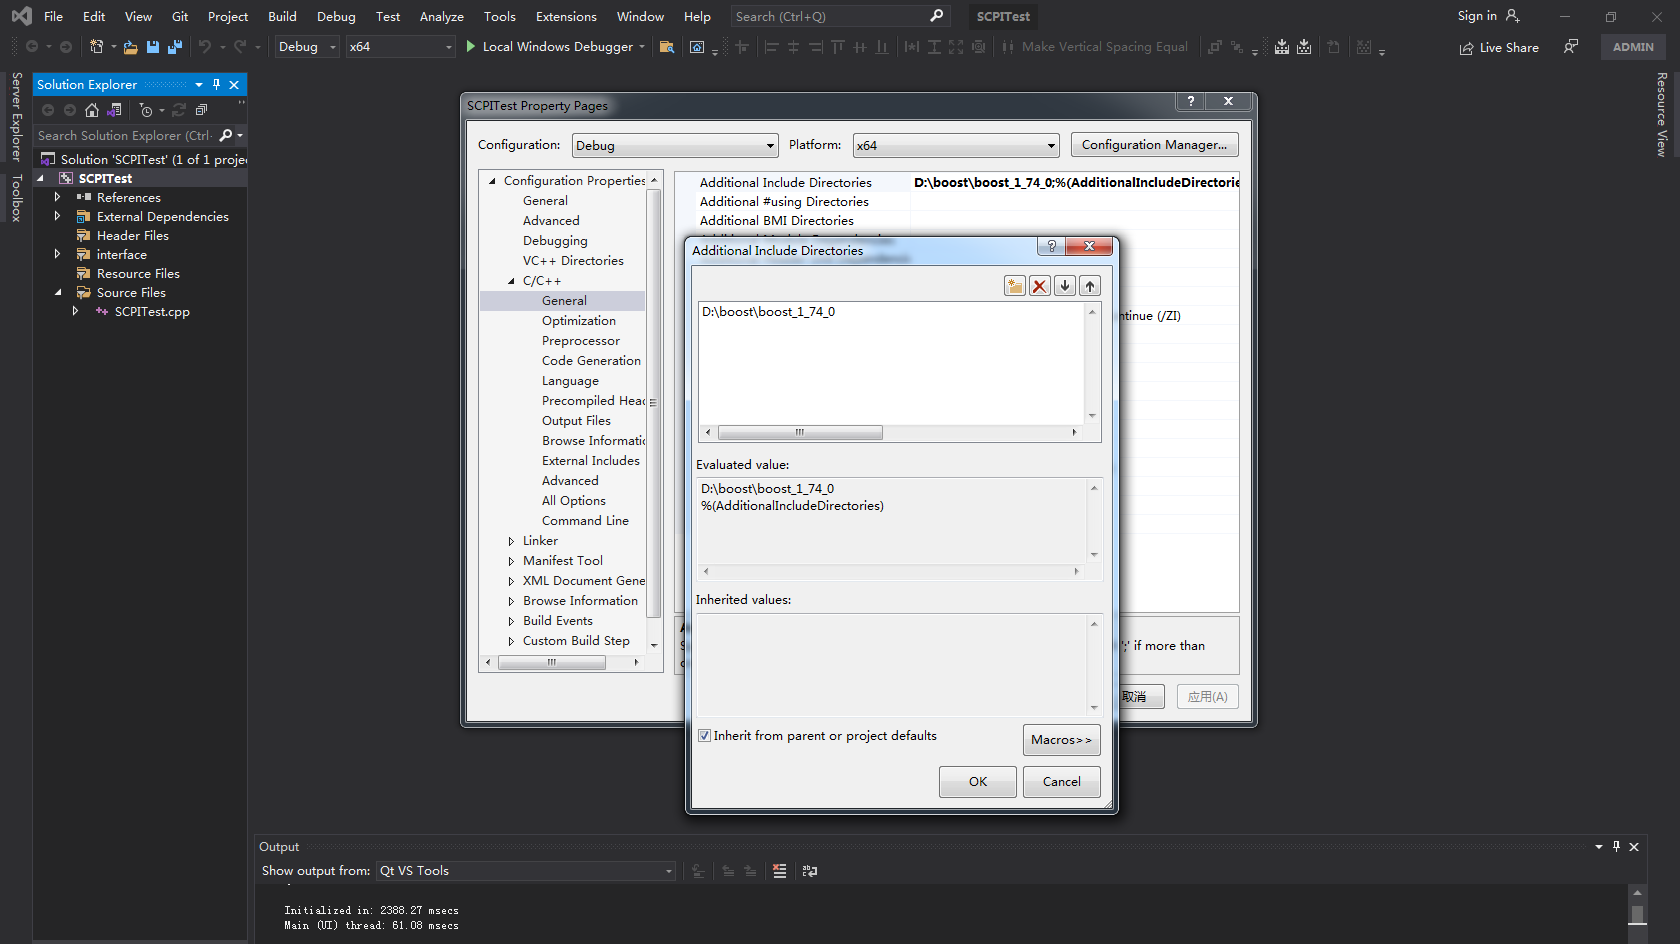 File Edit View Git Project Build Debug Test Analyze Tools Extensions Window Help Search (Ctrl+Q) SCPITest Sign in
Debug x64 Local Windows Debugger Make Vertical Spacing Equal Live Share ADMIN
Server Explorer
Toolbox
Solution Explorer
Search Solution Explorer (Ctrl-
Solution 'SCPITest' (1 of 1 projec
SCPITest
References
External Dependencies
Header Files
interface
Resource Files
Source Files
SCPITest.cpp
SCPITest Property Pages
Configuration: Debug Platform: x64 Configuration Manager...
Configuration Properties
General
Advanced
Debugging
VC++ Directories
C/C++
General
Optimization
Preprocessor
Code Generation
Language
Precompiled Head
Output Files
Browse Informatic
External Includes
Advanced
All Options
Command Line
Linker
Manifest Tool
XML Document Gene
Browse Information
Build Events
Custom Build Step
Additional Include Directories D:\boost\boost_1_74_0;%(AdditionalIncludeDirectorie
Additional #using Directories
Additional BMI Directories
ntinue (/ZI)
';' if more than
取消 应用(A)
Additional Include Directories
D:\boost\boost_1_74_0
Evaluated value:
D:\boost\boost_1_74_0
%(AdditionalIncludeDirectories)
Inherited values:
Inherit from parent or project defaults
Macros>>
OK Cancel
Output
Show output from: Qt VS Tools
Initialized in: 2388.27 msecs
Main (UI) thread: 61.08 msecs
Resource View